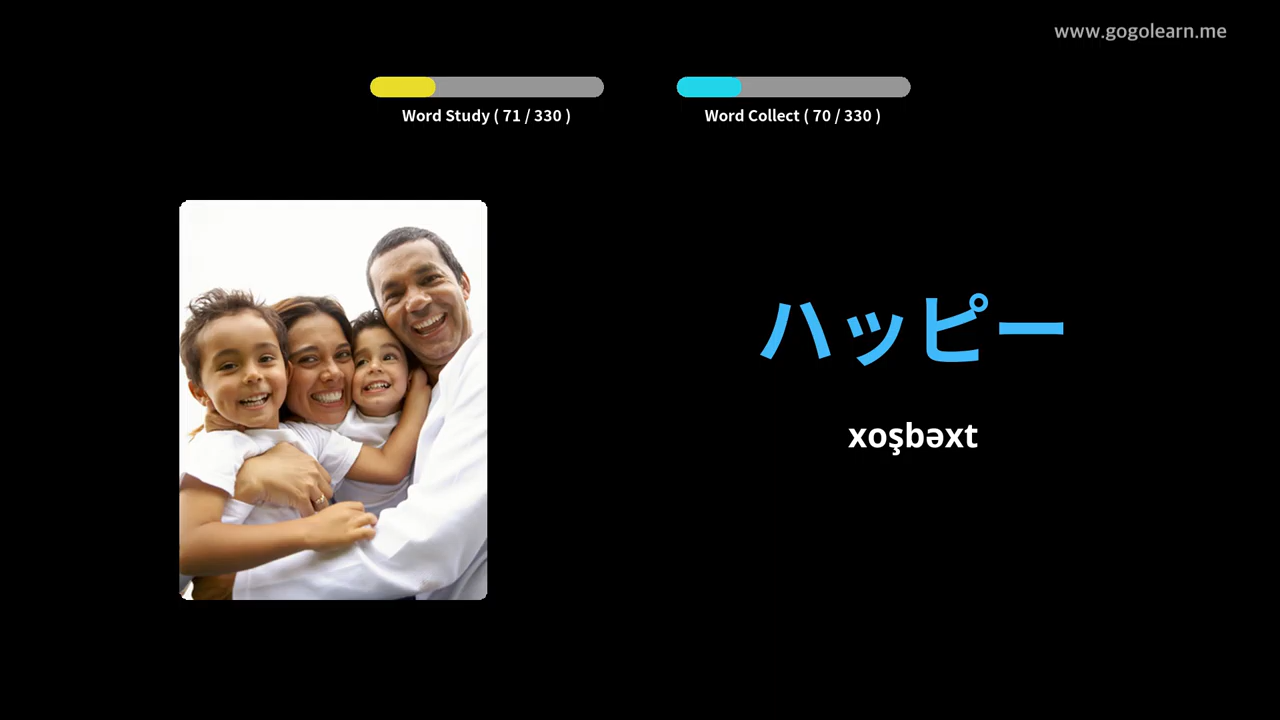 www.gogolearn.me
Word Study ( 71 / 330 )
Word Collect ( 70 / 330 )
ハッピー
xoşbəxt